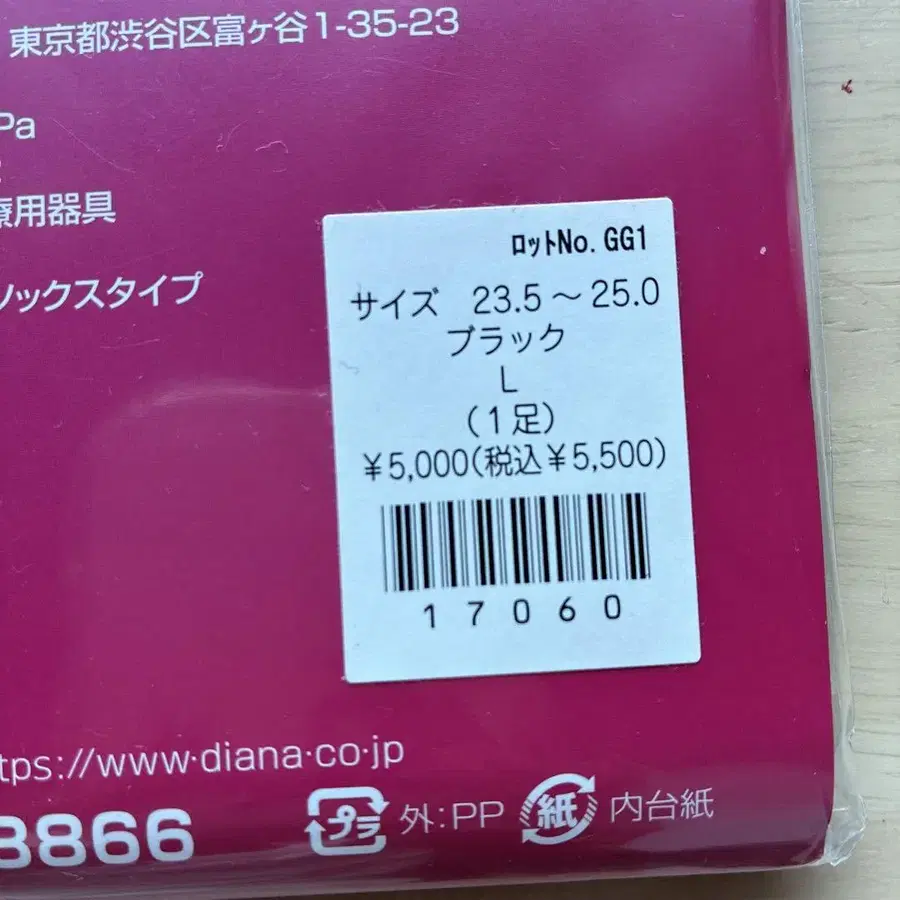 東京都渋谷区富ヶ谷1-35-23
Pa
療用器具
ソックスタイプ
ロットNo. GG1
サイズ 23.5～25.0
ブラック
L
(1足)
¥5,000(税込¥5,500)
17060
tps://www.diana.co.jp
8866
プラ 外:PP 紙 内台紙